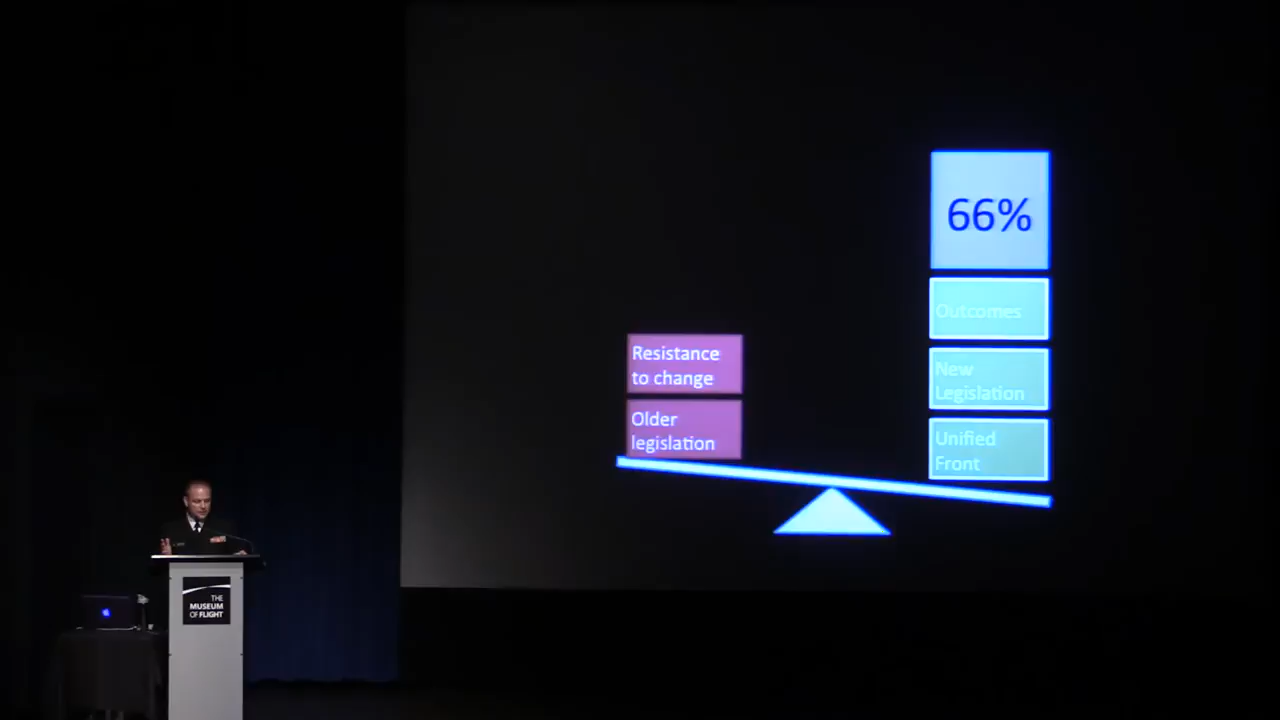 66%
Outcomes
New
Legislation
Unified
Front
Resistance
to change
Older
legislation
THE
MUSEUM
OF FLIGHT